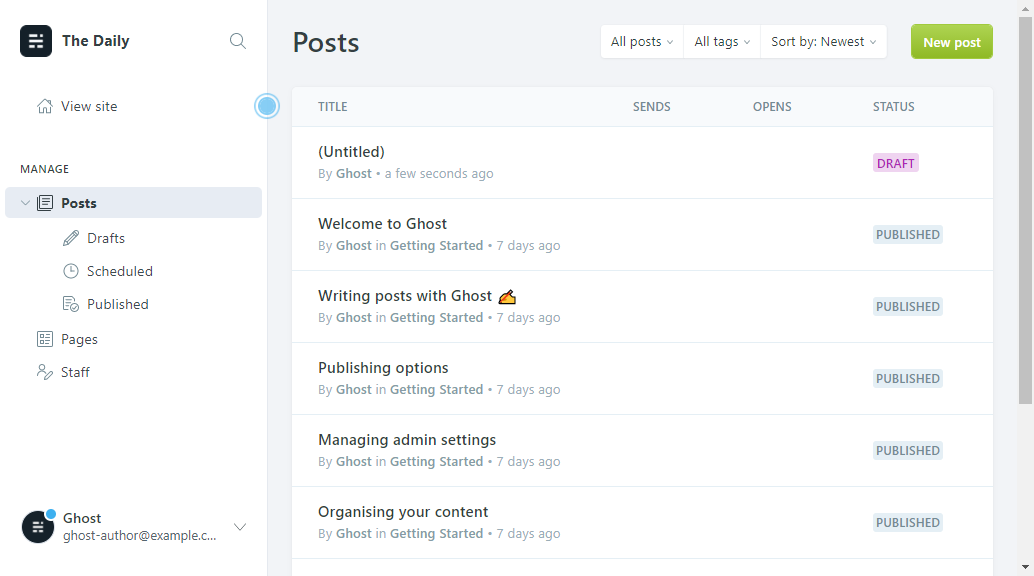 The Daily
View site
MANAGE
Posts
Drafts
Scheduled
Published
Pages
Staff
Ghost
ghost-author@example.c...
Posts
All posts
All tags
Sort by: Newest
New post
TITLE SENDS OPENS STATUS
(Untitled)
By Ghost • a few seconds ago
DRAFT
Welcome to Ghost
By Ghost in Getting Started • 7 days ago
PUBLISHED
Writing posts with Ghost ✍️
By Ghost in Getting Started • 7 days ago
PUBLISHED
Publishing options
By Ghost in Getting Started • 7 days ago
PUBLISHED
Managing admin settings
By Ghost in Getting Started • 7 days ago
PUBLISHED
Organising your content
By Ghost in Getting Started • 7 days ago
PUBLISHED